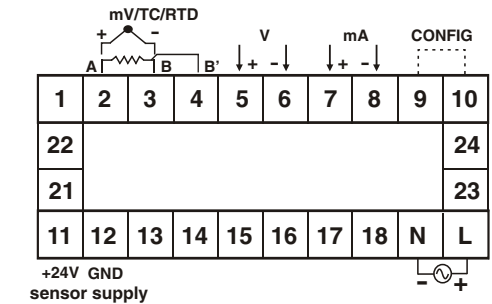 mV/TC/RTD
+ - V mA CONFIG
A B B' + - + -
1 2 3 4 5 6 7 8 9 10
22 24
21 23
11 12 13 14 15 16 17 18 N L
+24V GND - +
sensor supply